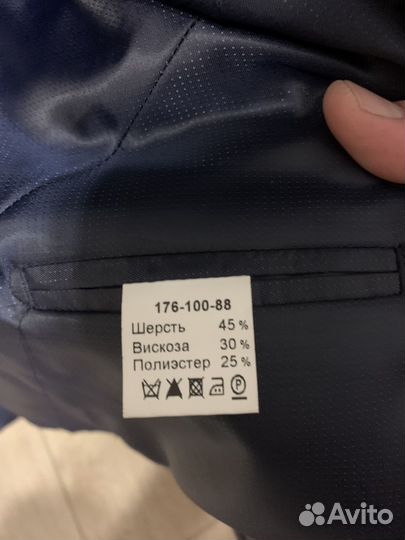 176-100-88
Шерсть 45 %
Вискоза 30 %
Полиэстер 25 %
P
Avito